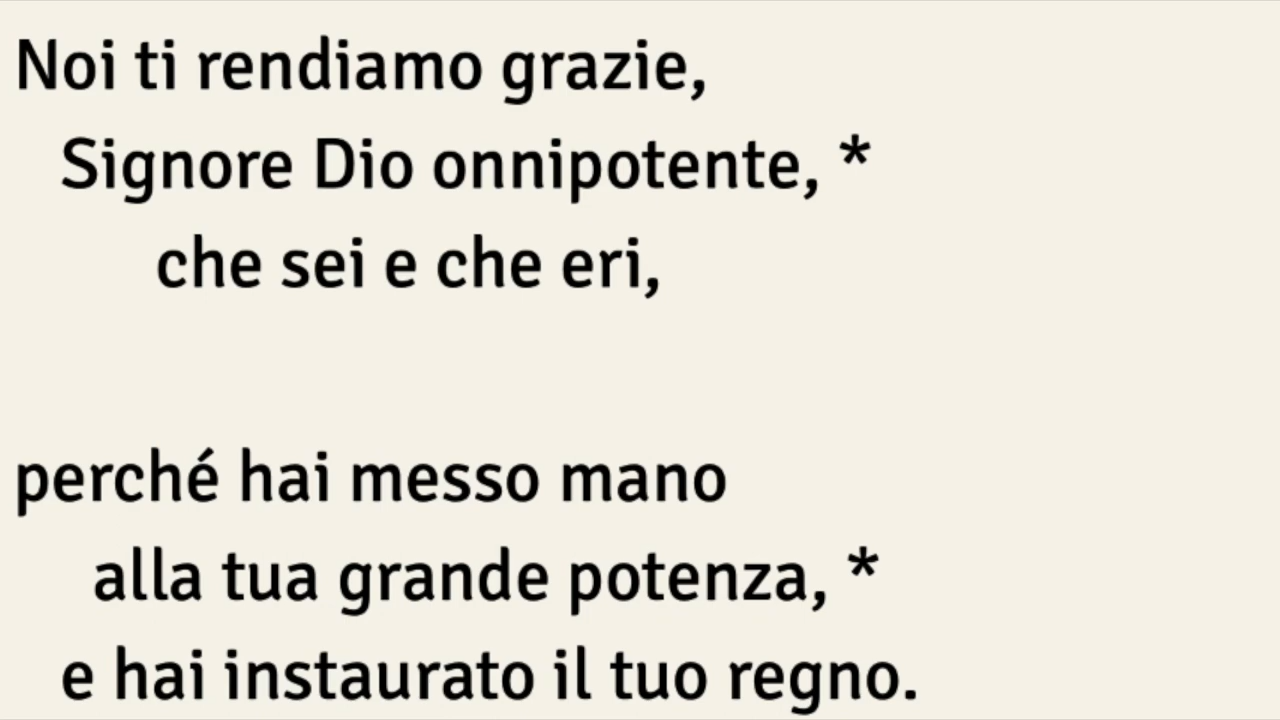 Noi ti rendiamo grazie,
Signore Dio onnipotente, *
che sei e che eri,
perché hai messo mano
alla tua grande potenza, *
e hai instaurato il tuo regno.